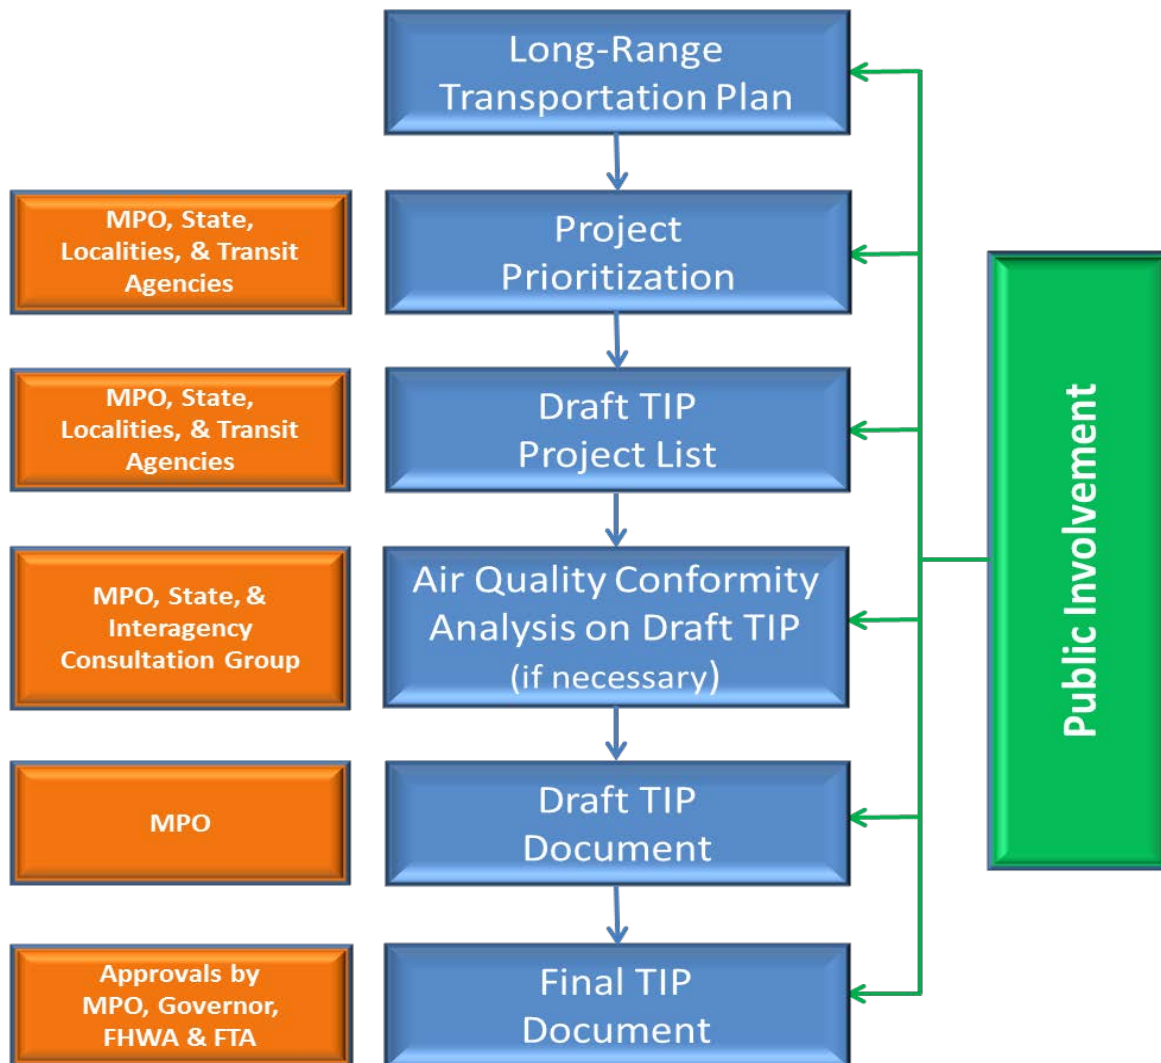 Long-Range
Transportation Plan
MPO, State,
Localities, & Transit
Agencies
Project
Prioritization
MPO, State,
Localities, & Transit
Agencies
Draft TIP
Project List
MPO, State, &
Interagency
Consultation Group
Air Quality Conformity
Analysis on Draft TIP
(if necessary)
MPO
Draft TIP
Document
Approvals by
MPO, Governor,
FHWA & FTA
Final TIP
Document
Public Involvement